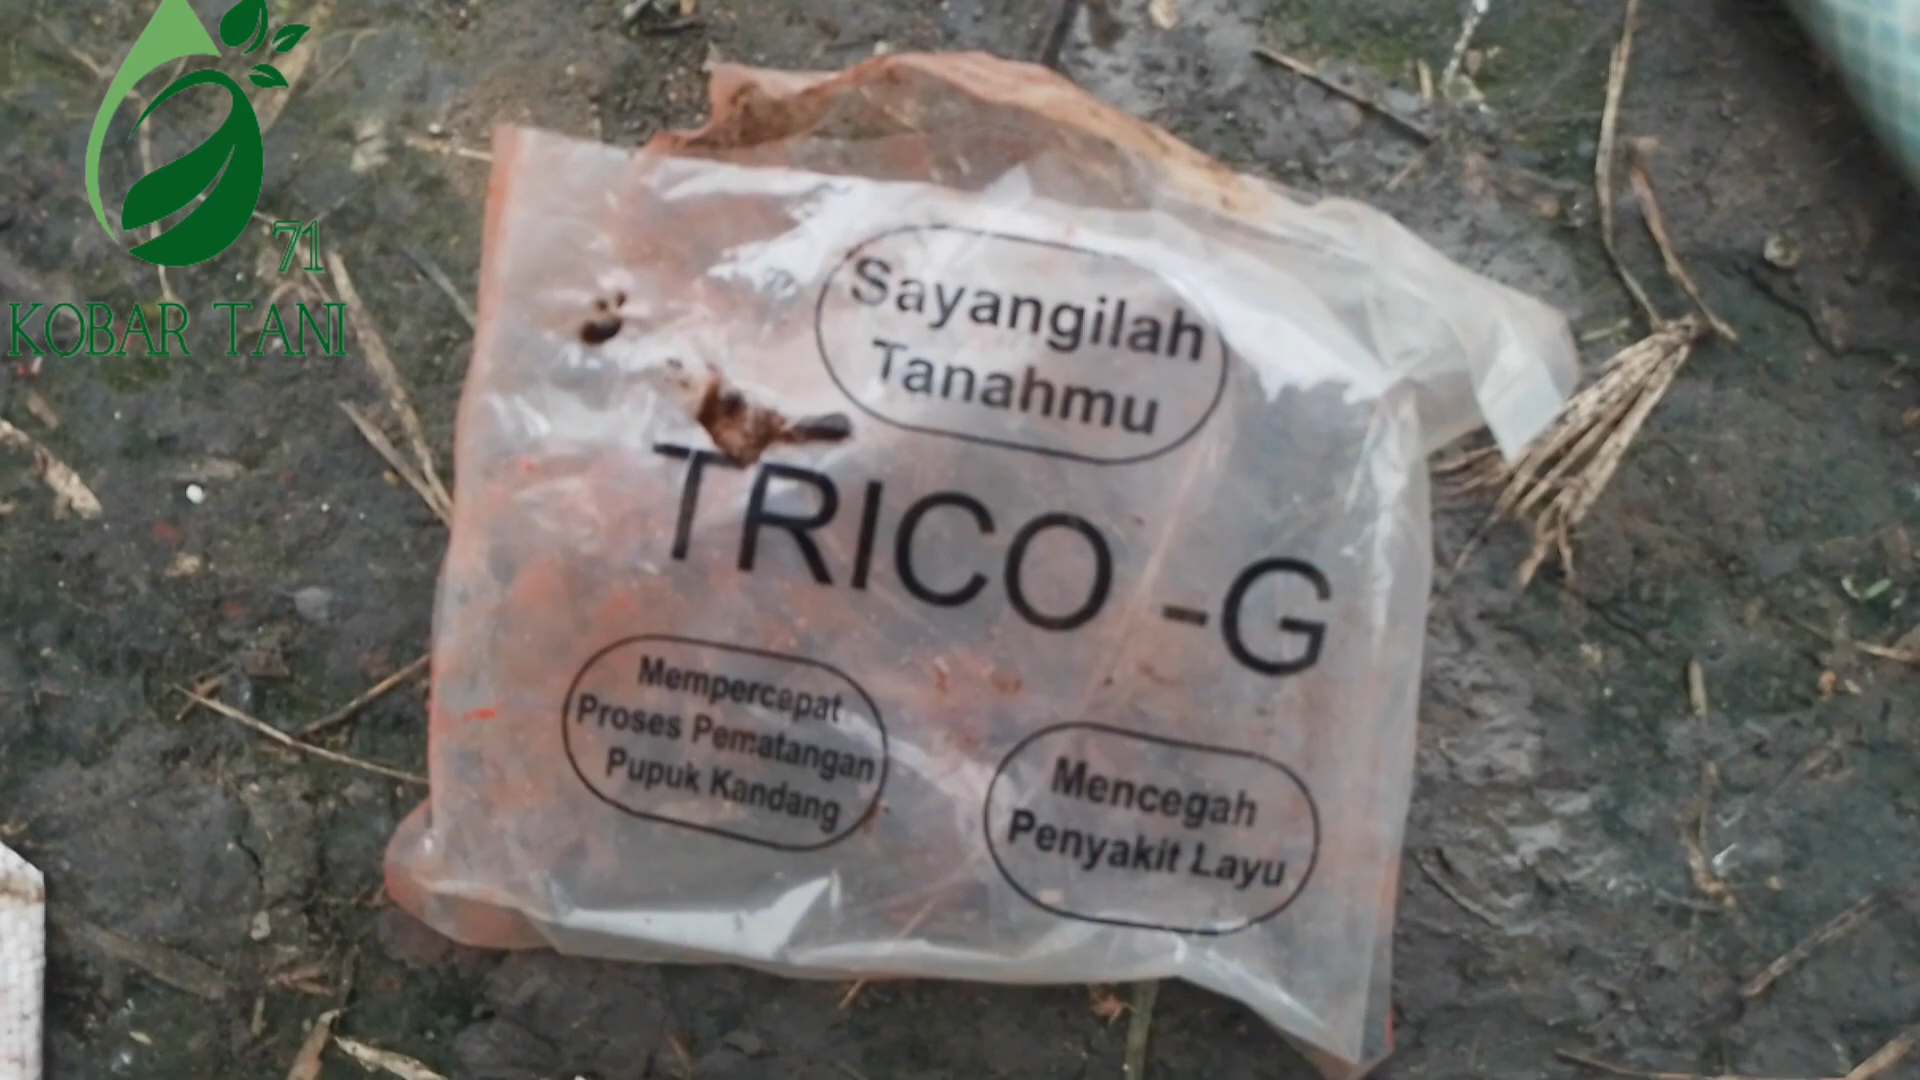 71
KOBAR TANI
Sayangilah
Tanahmu
TRICO -G
Mempercepat
Proses Pematangan
Pupuk Kandang
Mencegah
Penyakit Layu